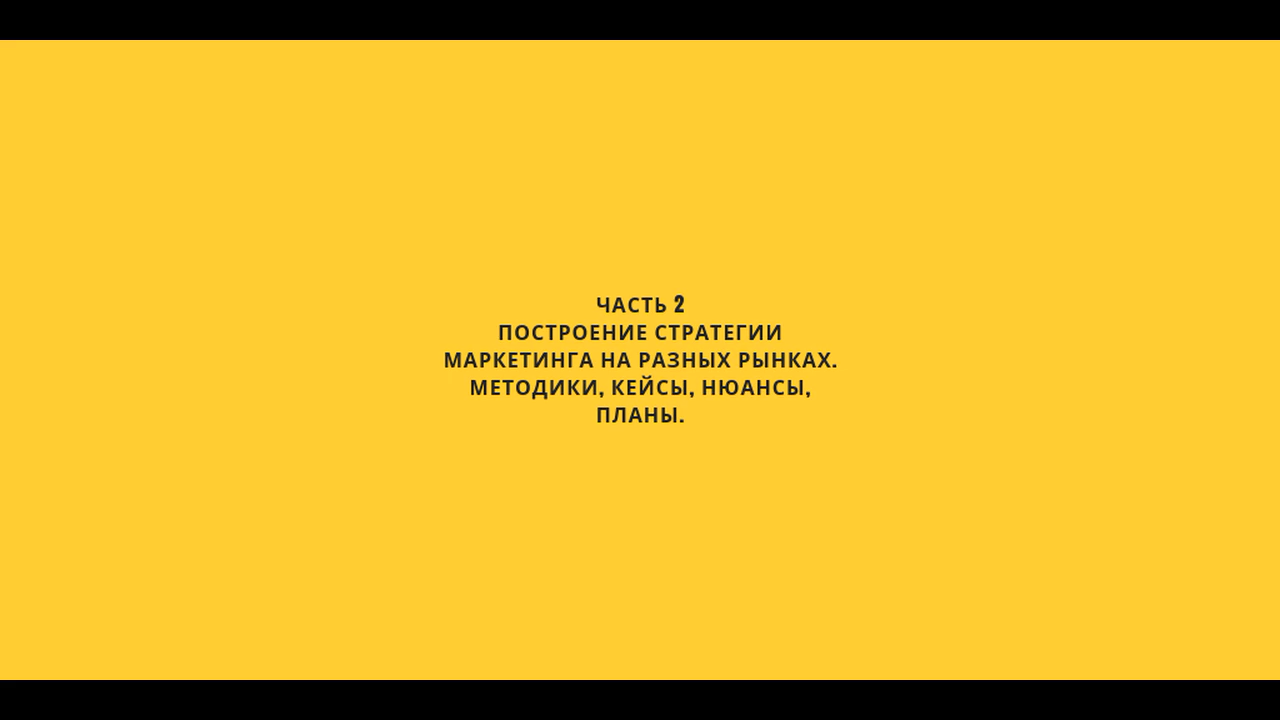 ЧАСТЬ 2
ПОСТРОЕНИЕ СТРАТЕГИИ
МАРКЕТИНГА НА РАЗНЫХ РЫНКАХ.
МЕТОДИКИ, КЕЙСЫ, НЮАНСЫ,
ПЛАНЫ.